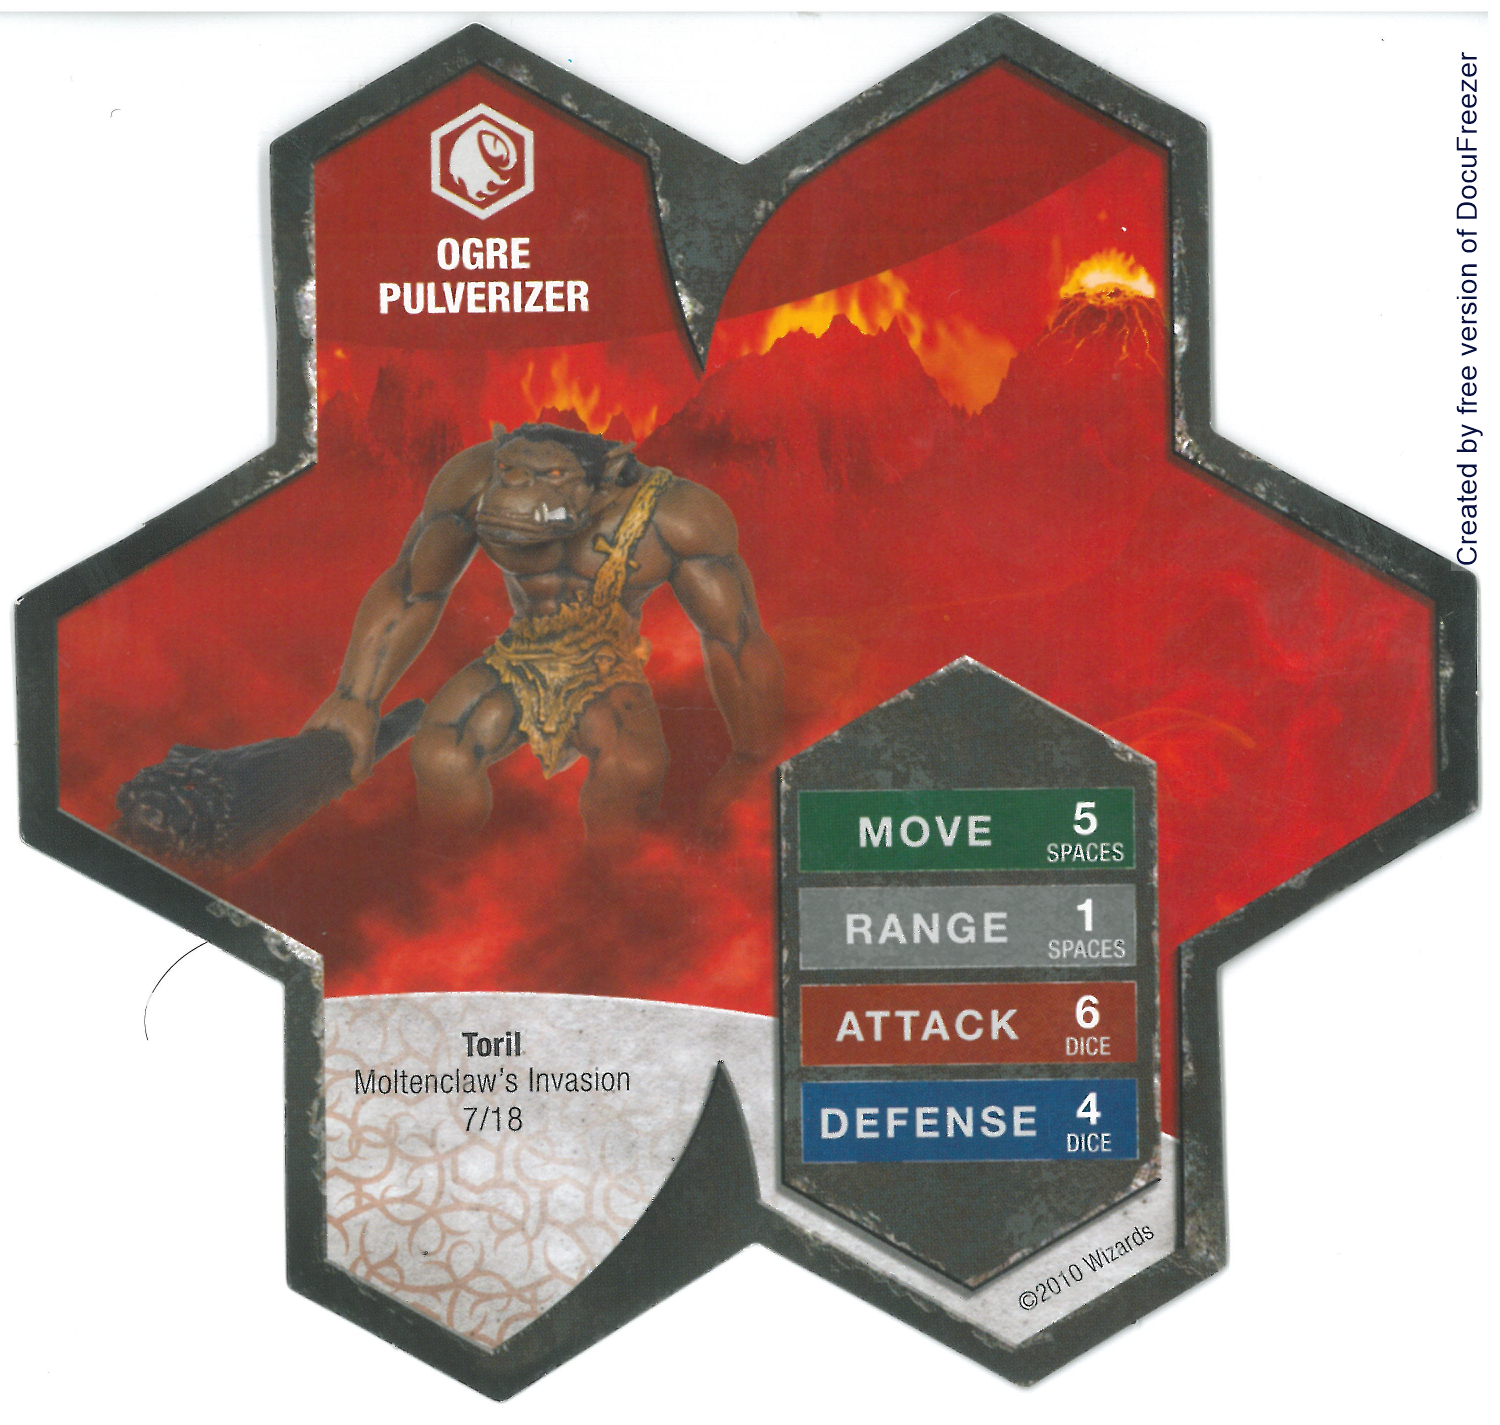 OGRE
PULVERIZER
MOVE 5
SPACES
RANGE 1
SPACES
ATTACK 6
DICE
DEFENSE 4
DICE
Toril
Moltenclaw's Invasion
7/18
©2010 Wizards
Created by free version of DocuFreezer